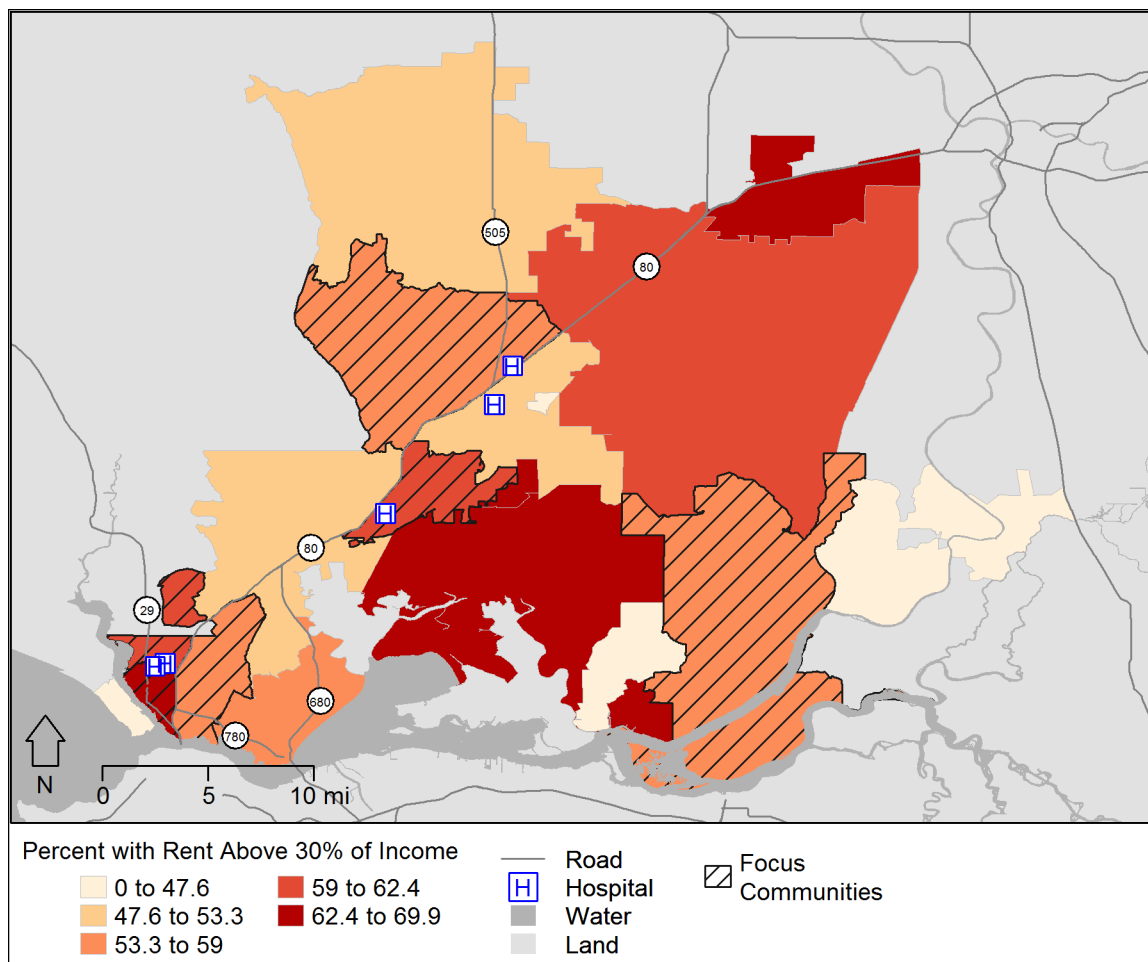 505
80
80
29
680
780
N
0 5 10 mi
H
H
H
H
H
Percent with Rent Above 30% of Income
0 to 47.6
47.6 to 53.3
53.3 to 59
59 to 62.4
62.4 to 69.9
Road
H Hospital
Water
Land
Focus
Communities